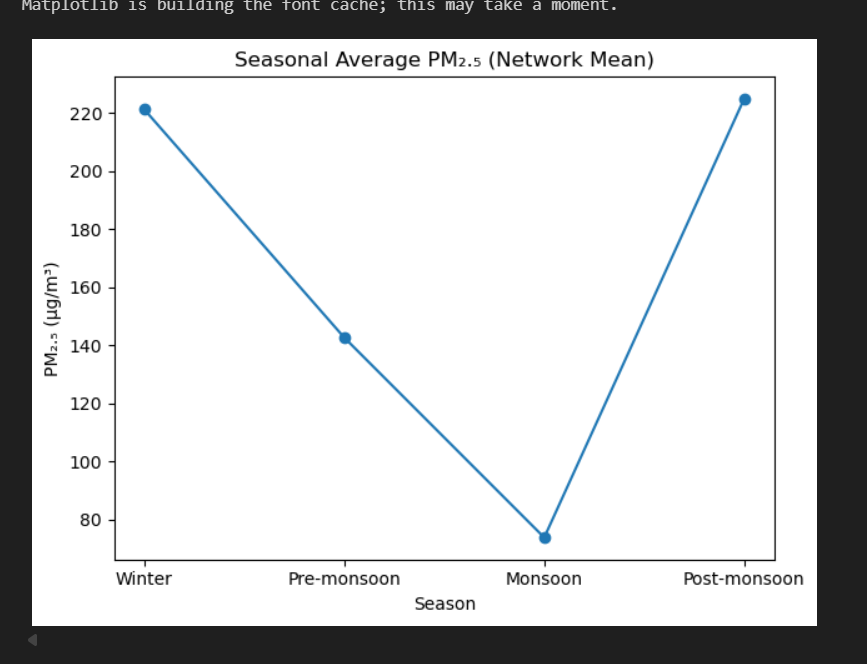 Matplotlib is building the font cache; this may take a moment.
Seasonal Average PM₂.₅ (Network Mean)
220
200
180
160
140
120
100
80
PM₂.₅ (µg/m³)
Winter Pre-monsoon Monsoon Post-monsoon
Season